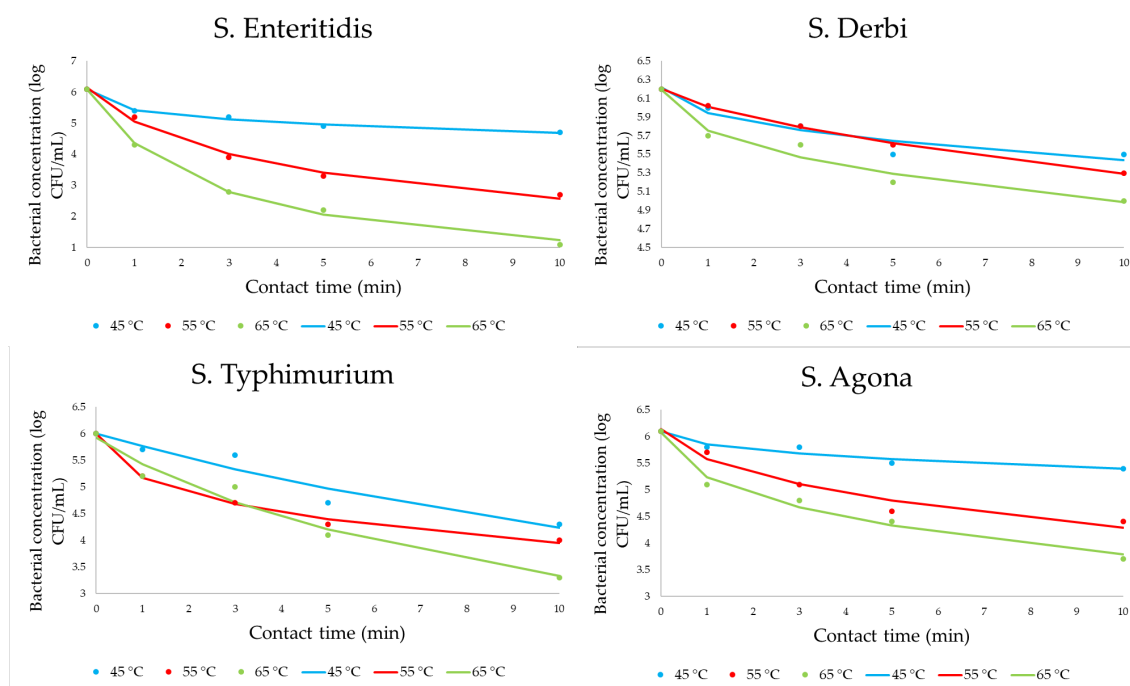 S. Enteritidis
Bacterial concentration (log
CFU/mL)
7
6
5
4
3
2
1
0 1 2 3 4 5 6 7 8 9 10
Contact time (min)
45 °C 55 °C 65 °C 45 °C 55 °C 65 °C
S. Derbi
Bacterial concentration (log
CFU/mL)
6.5
6.3
6.1
5.9
5.7
5.5
5.3
5.1
4.9
4.7
4.5
0 1 2 3 4 5 6 7 8 9 10
Contact time (min)
45 °C 55 °C 65 °C 45 °C 55 °C 65 °C
S. Typhimurium
Bacterial concentration (log
CFU/mL)
6.5
6
5.5
5
4.5
4
3.5
3
0 1 2 3 4 5 6 7 8 9 10
Contact time (min)
45 °C 55 °C 65 °C 45 °C 55 °C 65 °C
S. Agona
Bacterial concentration (log
CFU/mL)
6.5
6
5.5
5
4.5
4
3.5
3
0 1 2 3 4 5 6 7 8 9 10
Contact time (min)
45 °C 55 °C 65 °C 45 °C 55 °C 65 °C